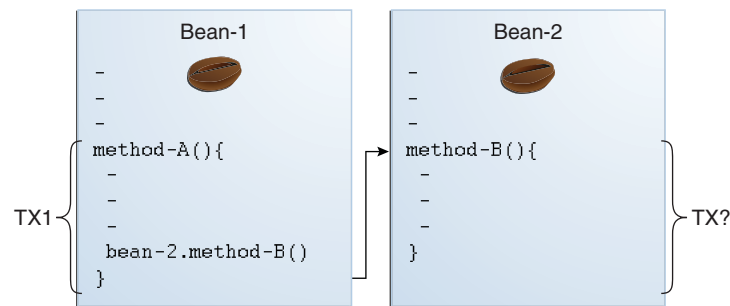 Bean-1
-
-
-
method-A(){
-
-
-
bean-2.method-B()
}
TX1
Bean-2
-
-
-
method-B(){
-
-
-
}
TX?